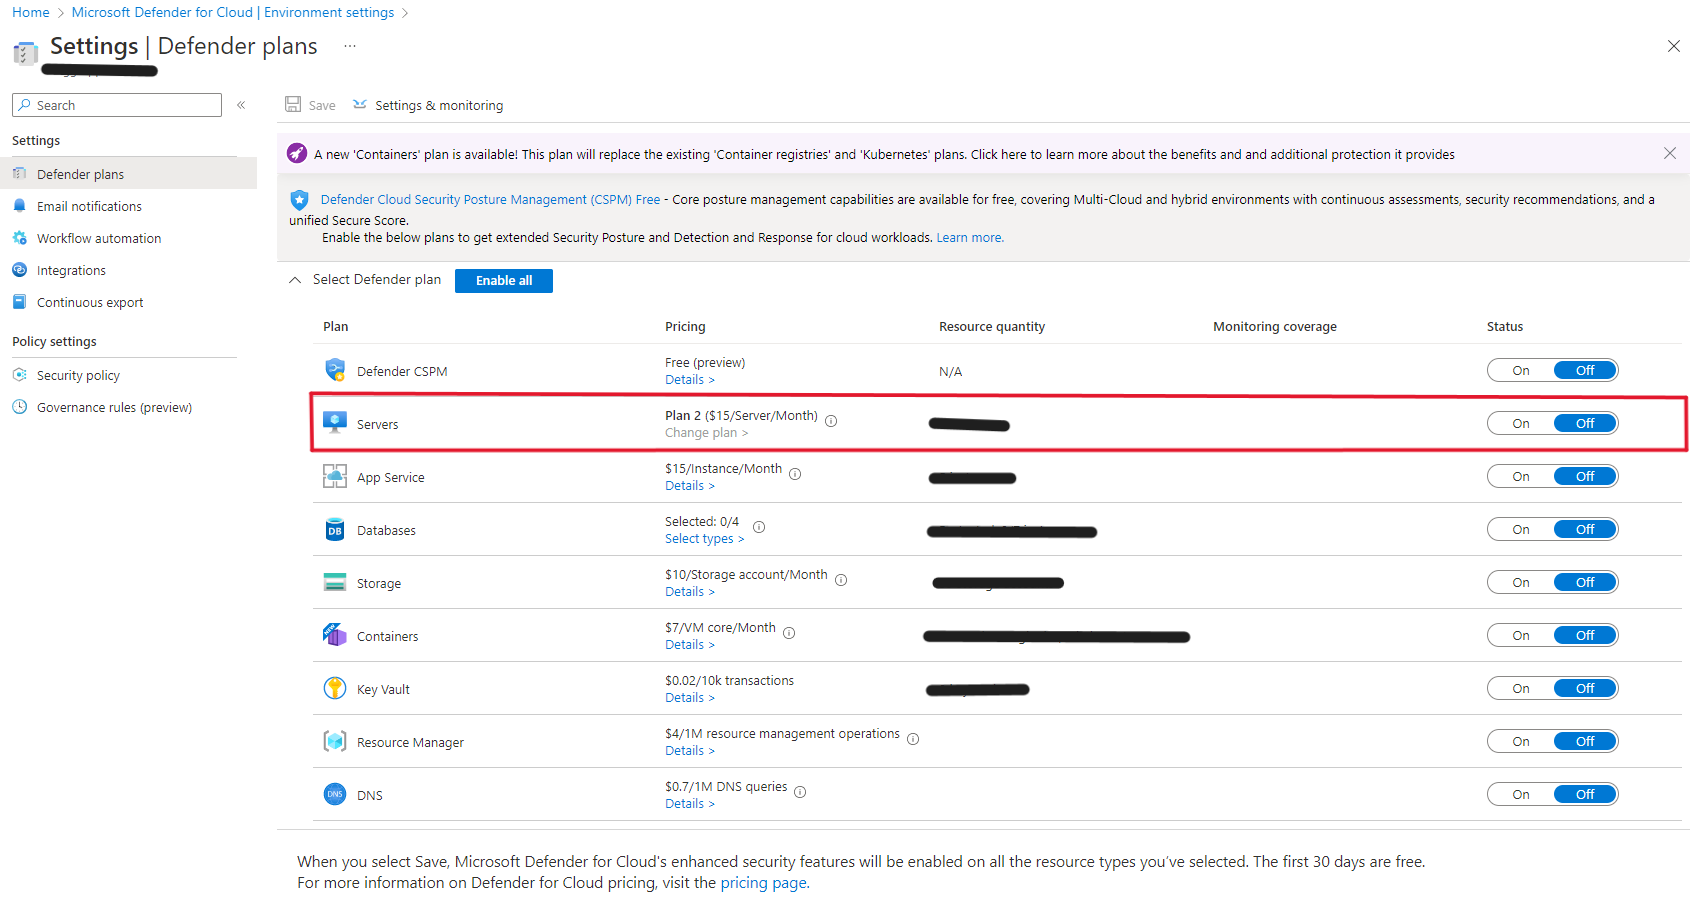 Home > Microsoft Defender for Cloud | Environment settings >
Settings | Defender plans ...
Search «
Save Settings & monitoring
Settings
Defender plans
Email notifications
Workflow automation
Integrations
Continuous export
Policy settings
Security policy
Governance rules (preview)
A new 'Containers' plan is available! This plan will replace the existing 'Container registries' and 'Kubernetes' plans. Click here to learn more about the benefits and and additional protection it provides
Defender Cloud Security Posture Management (CSPM) Free - Core posture management capabilities are available for free, covering Multi-Cloud and hybrid environments with continuous assessments, security recommendations, and a
unified Secure Score.
Enable the below plans to get extended Security Posture and Detection and Response for cloud workloads. Learn more.
Select Defender plan Enable all
Plan Pricing Resource quantity Monitoring coverage Status
Defender CSPM Free (preview) N/A On Off
Details >
Servers Plan 2 ($15/Server/Month) On Off
Change plan >
App Service $15/Instance/Month On Off
Details >
DB Databases Selected: 0/4 On Off
Select types >
Storage $10/Storage account/Month On Off
Details >
NEW Containers $7/VM core/Month On Off
Details >
Key Vault $0.02/10k transactions On Off
Details >
Resource Manager $4/1M resource management operations On Off
Details >
DNS DNS $0.7/1M DNS queries On Off
Details >
When you select Save, Microsoft Defender for Cloud's enhanced security features will be enabled on all the resource types you've selected. The first 30 days are free.
For more information on Defender for Cloud pricing, visit the pricing page.